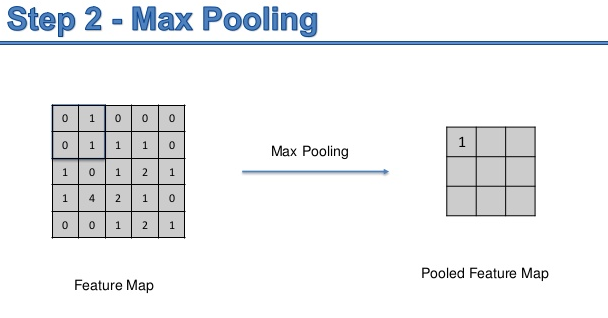 Step 2 - Max Pooling
0 1 0 0 0
0 1 1 1 0
1 0 1 2 1
1 4 2 1 0
0 0 1 2 1
Max Pooling
1
Feature Map
Pooled Feature Map